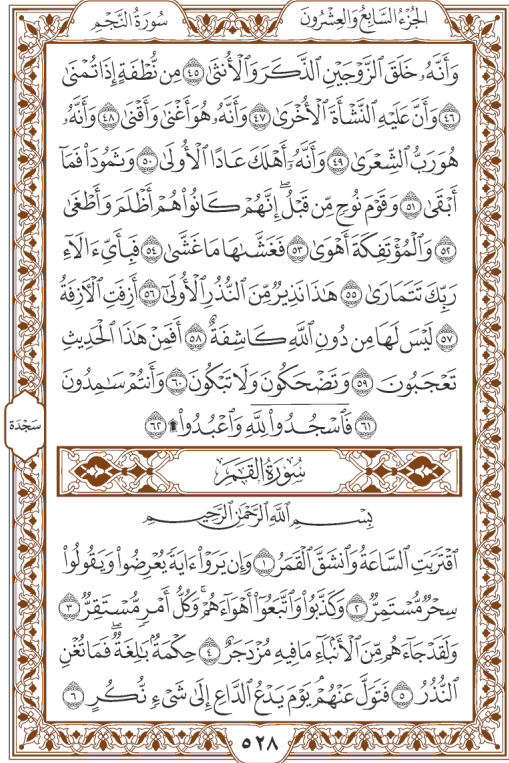 الجزء السابع والعشرون
سورة النجم
وَأَنَّهُۥ خَلَقَ ٱلزَّوْجَيْنِ ٱلذَّكَرَ وَٱلْأُنثَىٰ ٤٥ مِن نُّطْفَةٍ إِذَا تُمْنَىٰ
٤٦ وَأَنَّ عَلَيْهِ ٱلنَّشْأَةَ ٱلْأُخْرَىٰ ٤٧ وَأَنَّهُۥ هُوَ أَغْنَىٰ وَأَقْنَىٰ ٤٨ وَأَنَّهُۥ
هُوَ رَبُّ ٱلشِّعْرَىٰ ٤٩ وَأَنَّهُۥٓ أَهْلَكَ عَادًا ٱلْأُولَىٰ ٥٠ وَثَمُودَا۟ فَمَآ
أَبْقَىٰ ٥١ وَقَوْمَ نُوحٍ مِّن قَبْلُ ۖ إِنَّهُمْ كَانُوا۟ هُمْ أَظْلَمَ وَأَطْغَىٰ
٥٢ وَٱلْمُؤْتَفِكَةَ أَهْوَىٰ ٥٣ فَغَشَّىٰهَا مَا غَشَّىٰ ٥٤ فَبِأَىِّ ءَالَآءِ
رَبِّكَ تَتَمَارَىٰ ٥٥ هَٰذَا نَذِيرٌ مِّنَ ٱلنُّذُرِ ٱلْأُولَىٰٓ ٥٦ أَزِفَتِ ٱلْءَازِفَةُ
٥٧ لَيْسَ لَهَا مِن دُونِ ٱللَّهِ كَاشِفَةٌ ٥٨ أَفَمِنْ هَٰذَا ٱلْحَدِيثِ
تَعْجَبُونَ ٥٩ وَتَضْحَكُونَ وَلَا تَبْكُونَ ٦٠ وَأَنتُمْ سَٰمِدُونَ
٦١ فَٱسْجُدُوا۟ لِلَّهِ وَٱعْبُدُوا۟ ۩ ٦٢
سجدة
سورة القمر
بِسْمِ ٱللَّهِ ٱلرَّحْمَٰنِ ٱلرَّحِيمِ
ٱقْتَرَبَتِ ٱلسَّاعَةُ وَٱنشَقَّ ٱلْقَمَرُ ١ وَإِن يَرَوْا۟ ءَايَةً يُعْرِضُوا۟ وَيَقُولُوا۟
سِحْرٌ مُّسْتَمِرٌّ ٢ وَكَذَّبُوا۟ وَٱتَّبَعُوٓا۟ أَهْوَآءَهُمْ ۚ وَكُلُّ أَمْرٍ مُّسْتَقِرٌّ ٣
وَلَقَدْ جَآءَهُم مِّنَ ٱلْأَنۢبَآءِ مَا فِيهِ مُزْدَجَرٌ ٤ حِكْمَةٌۢ بَٰلِغَةٌ ۖ فَمَا تُغْنِ
ٱلنُّذُرُ ٥ فَتَوَلَّ عَنْهُمْ ۘ يَوْمَ يَدْعُ ٱلدَّاعِ إِلَىٰ شَىْءٍ نُّكُرٍ ٦
٥٢٨